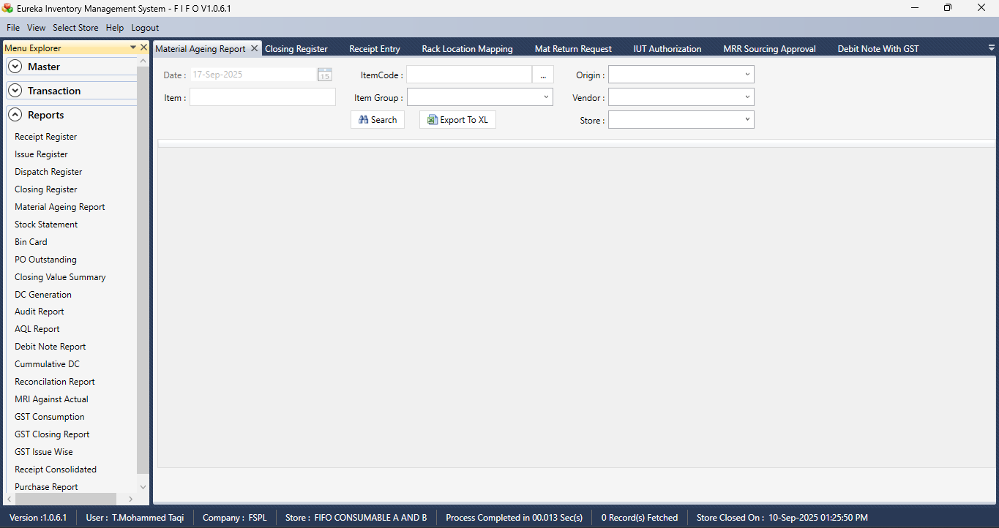 Eureka Inventory Management System - F I F O V1.0.6.1
File View Select Store Help Logout
Menu Explorer
Master
Transaction
Reports
Receipt Register
Issue Register
Dispatch Register
Closing Register
Material Ageing Report
Stock Statement
Bin Card
PO Outstanding
Closing Value Summary
DC Generation
Audit Report
AQL Report
Debit Note Report
Cummulative DC
Reconcilation Report
MRI Against Actual
GST Consumption
GST Closing Report
GST Issue Wise
Receipt Consolidated
Purchase Report
Material Ageing Report Closing Register Receipt Entry Rack Location Mapping Mat Return Request IUT Authorization MRR Sourcing Approval Debit Note With GST
Date : 17-Sep-2025 15 ItemCode : ... Origin :
Item : Item Group : Vendor :
Search Export To XL Store :
Version :1.0.6.1 User : T.Mohammed Taqi Company : FSPL Store : FIFO CONSUMABLE A AND B Process Completed in 00.013 Sec(s) 0 Record(s) Fetched Store Closed On : 10-Sep-2025 01:25:50 PM